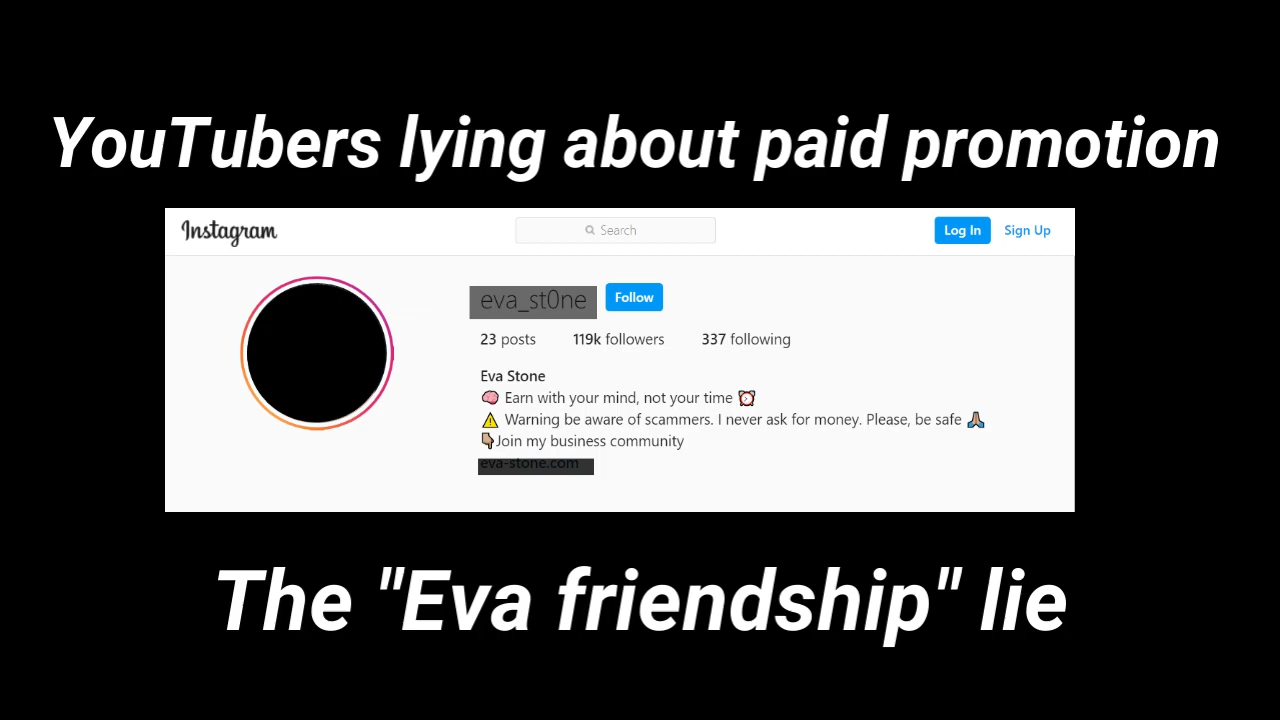 YouTubers lying about paid promotion
Instagram Search Log In Sign Up
eva_st0ne Follow
23 posts 119k followers 337 following
Eva Stone
🧠 Earn with your mind, not your time ⏰
⚠️ Warning be aware of scammers. I never ask for money. Please, be safe 🙏🏽
👇🏽Join my business community
eva-stone.com
The "Eva friendship" lie